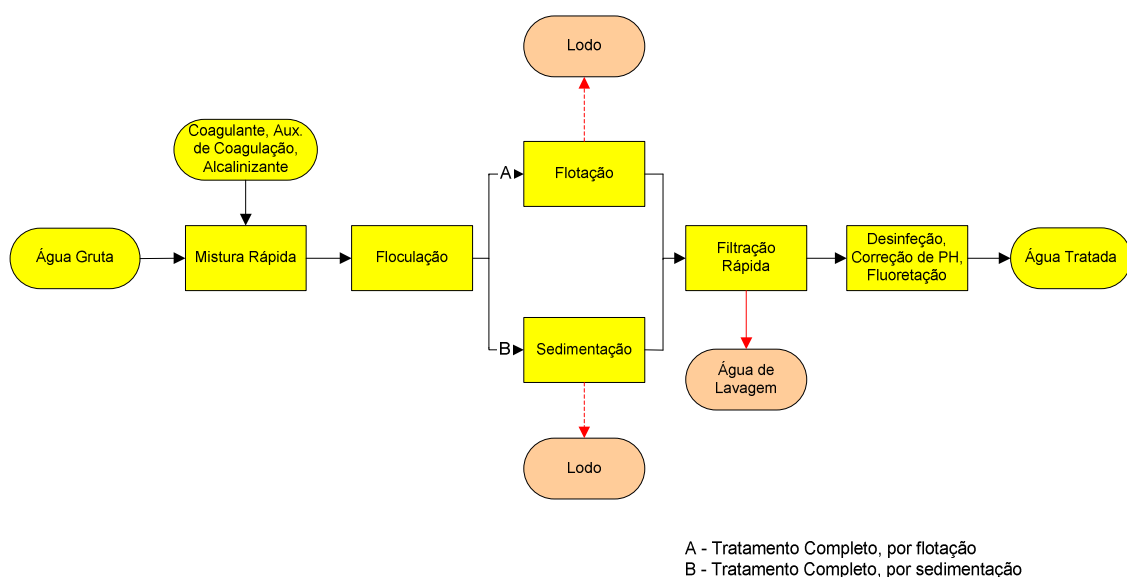 Lodo
Coagulante, Aux.
de Coagulação,
Alcalinizante
A
Flotação
Água Gruta
Mistura Rápida
Floculação
Filtração
Rápida
Desinfeção,
Correção de PH,
Fluoretação
Água Tratada
B
Sedimentação
Água de
Lavagem
Lodo
A - Tratamento Completo, por flotação
B - Tratamento Completo, por sedimentação